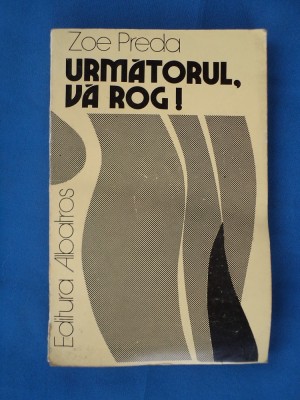 Zoe Preda
URMĂTORUL,
VĂ ROG!
Editura Albatros